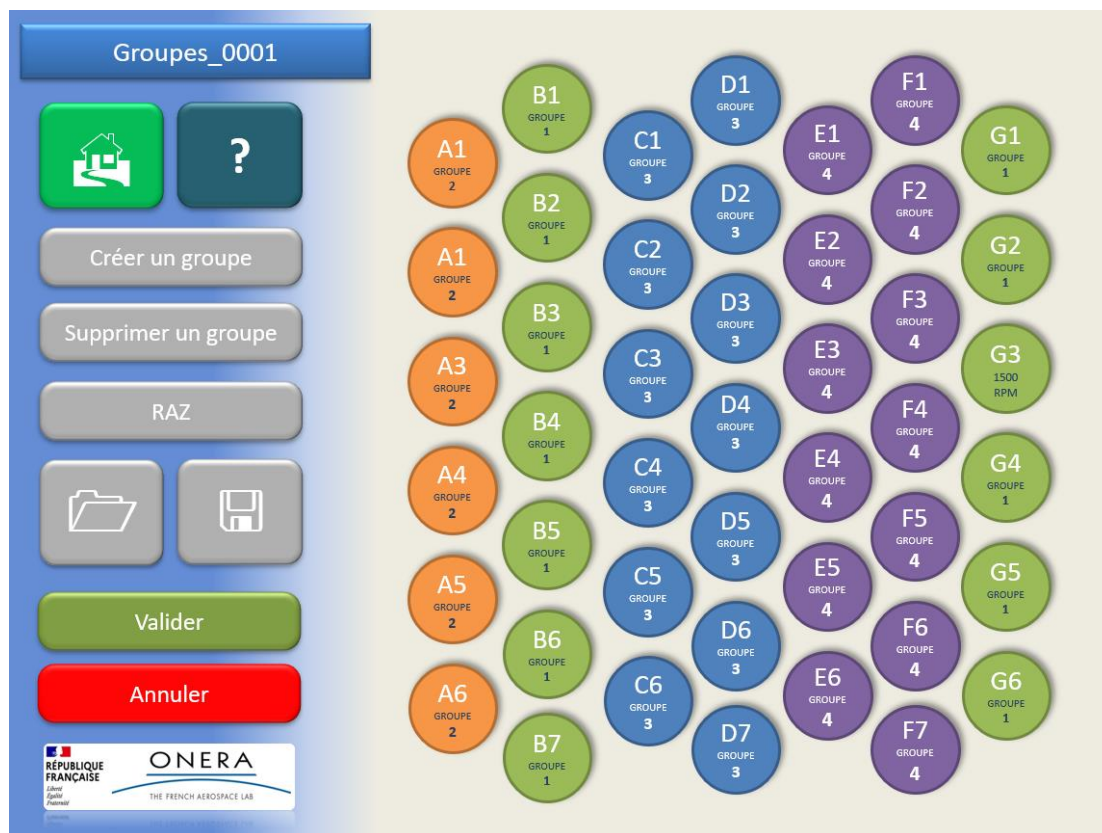 Groupes_0001
?
Créer un groupe
Supprimer un groupe
RAZ
Valider
Annuler
RÉPUBLIQUE
FRANÇAISE
Liberté
Égalité
Fraternité
ONERA
THE FRENCH AEROSPACE LAB
A1
GROUPE
2
A1
GROUPE
2
A3
GROUPE
2
A4
GROUPE
2
A5
GROUPE
2
A6
GROUPE
2
B1
GROUPE
1
B2
GROUPE
1
B3
GROUPE
1
B4
GROUPE
1
B5
GROUPE
1
B6
GROUPE
1
B7
GROUPE
1
C1
GROUPE
3
C2
GROUPE
3
C3
GROUPE
3
C4
GROUPE
3
C5
GROUPE
3
C6
GROUPE
3
D1
GROUPE
3
D2
GROUPE
3
D3
GROUPE
3
D4
GROUPE
3
D5
GROUPE
3
D6
GROUPE
3
D7
GROUPE
3
E1
GROUPE
4
E2
GROUPE
4
E3
GROUPE
4
E4
GROUPE
4
E5
GROUPE
4
E6
GROUPE
4
F1
GROUPE
4
F2
GROUPE
4
F3
GROUPE
4
F4
GROUPE
4
F5
GROUPE
4
F6
GROUPE
4
F7
GROUPE
4
G1
GROUPE
1
G2
GROUPE
1
G3
1500
RPM
G4
GROUPE
1
G5
GROUPE
1
G6
GROUPE
1